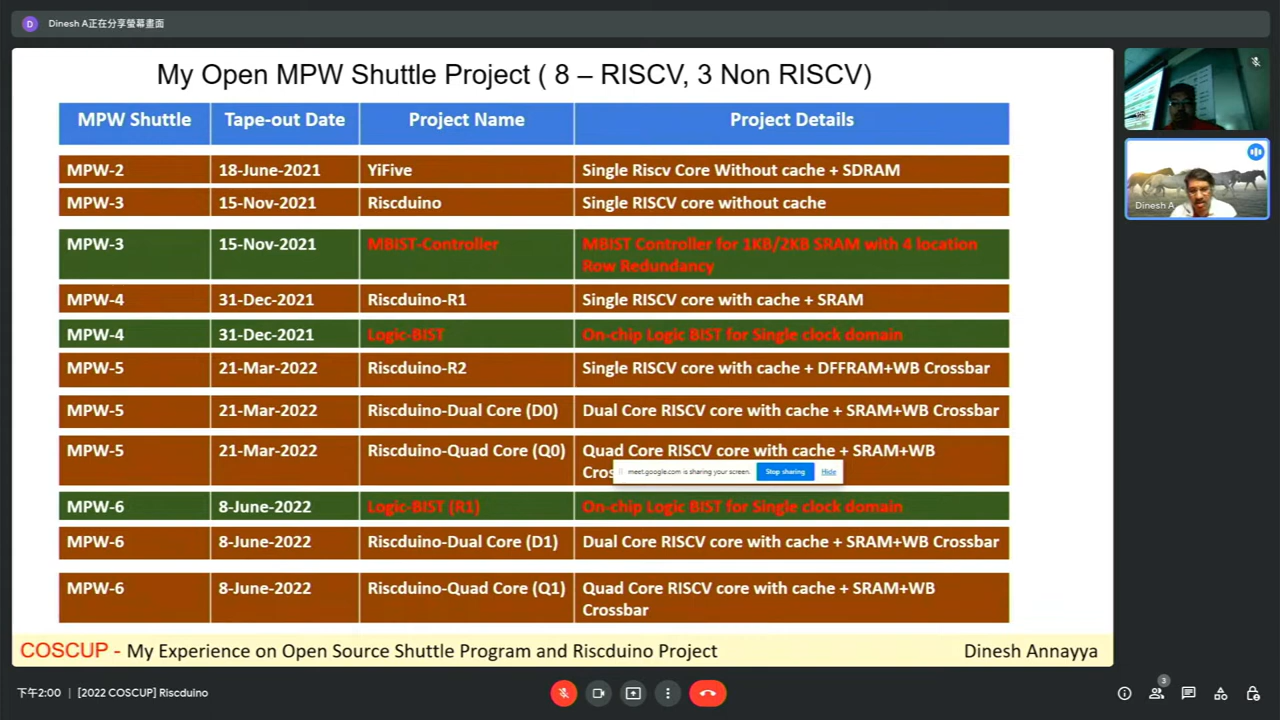 D Dinesh A正在分享螢幕畫面
My Open MPW Shuttle Project ( 8 – RISCV, 3 Non RISCV)
MPW Shuttle Tape-out Date Project Name Project Details
MPW-2 18-June-2021 YiFive Single Riscv Core Without cache + SDRAM
MPW-3 15-Nov-2021 Riscduino Single RISCV core without cache
MPW-3 15-Nov-2021 MBIST-Controller MBIST Controller for 1KB/2KB SRAM with 4 location
Row Redundancy
MPW-4 31-Dec-2021 Riscduino-R1 Single RISCV core with cache + SRAM
MPW-4 31-Dec-2021 Logic-BIST On-chip Logic BIST for Single clock domain
MPW-5 21-Mar-2022 Riscduino-R2 Single RISCV core with cache + DFFRAM+WB Crossbar
MPW-5 21-Mar-2022 Riscduino-Dual Core (D0) Dual Core RISCV core with cache + SRAM+WB Crossbar
MPW-5 21-Mar-2022 Riscduino-Quad Core (Q0) Quad Core RISCV core with cache + SRAM+WB
Cros
meet.google.com is sharing your screen. Stop sharing Hide
MPW-6 8-June-2022 Logic-BIST (R1) On-chip Logic BIST for Single clock domain
MPW-6 8-June-2022 Riscduino-Dual Core (D1) Dual Core RISCV core with cache + SRAM+WB Crossbar
MPW-6 8-June-2022 Riscduino-Quad Core (Q1) Quad Core RISCV core with cache + SRAM+WB
Crossbar
COSCUP - My Experience on Open Source Shuttle Program and Riscduino Project Dinesh Annayya
Dinesh A
下午2:00 | [2022 COSCUP] Riscduino
3